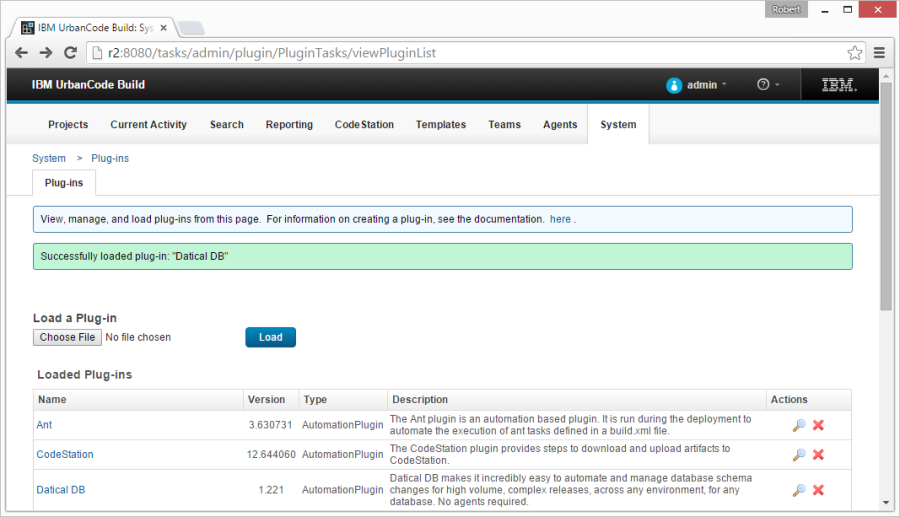 Robert
IBM UrbanCode Build: Sys
r2:8080/tasks/admin/plugin/PluginTasks/viewPluginList
IBM UrbanCode Build admin ? IBM.
Projects Current Activity Search Reporting CodeStation Templates Teams Agents System
System > Plug-ins
Plug-ins
View, manage, and load plug-ins from this page. For information on creating a plug-in, see the documentation. here .
Successfully loaded plug-in: "Datical DB"
Load a Plug-in
Choose File No file chosen Load
Loaded Plug-ins
Name Version Type Description Actions
Ant 3.630731 AutomationPlugin The Ant plugin is an automation based plugin. It is run during the deployment to
automate the execution of ant tasks defined in a build.xml file.
CodeStation 12.644060 AutomationPlugin The CodeStation plugin provides steps to download and upload artifacts to
CodeStation.
Datical DB 1.221 AutomationPlugin Datical DB makes it incredibly easy to automate and manage database schema
changes for high volume, complex releases, across any environment, for any
database. No agents required.